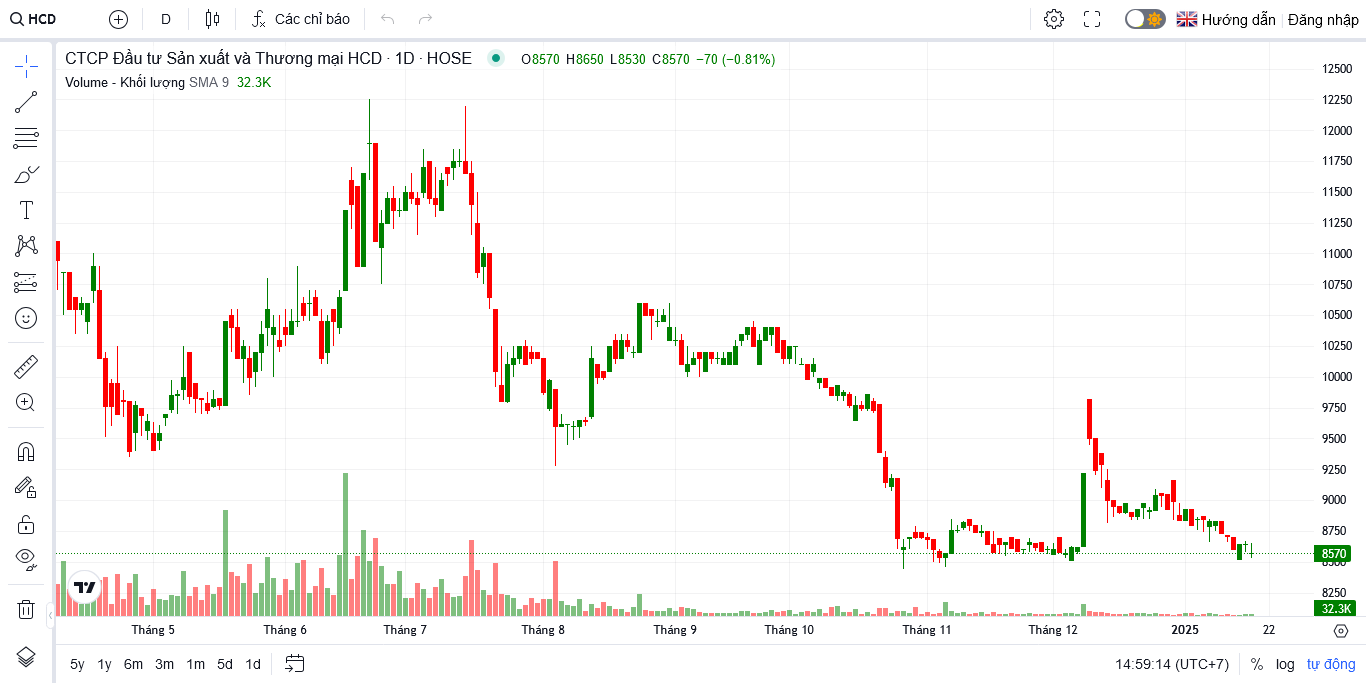 HCD
D
Các chỉ báo
Hướng dẫn
Đăng nhập
CTCP Đầu tư Sản xuất và Thương mại HCD · 1D · HOSE O8570 H8650 L8530 C8570 −70 (−0.81%)
Volume - Khối lượng SMA 9 32.3K
12500
12250
12000
11750
11500
11250
11000
10750
10500
10250
10000
9750
9500
9250
9000
8750
8570
8500
8250
32.3K
Tháng 5 Tháng 6 Tháng 7 Tháng 8 Tháng 9 Tháng 10 Tháng 11 Tháng 12 2025 22
5y 1y 6m 3m 1m 5d 1d 14:59:14 (UTC+7) % log tự động